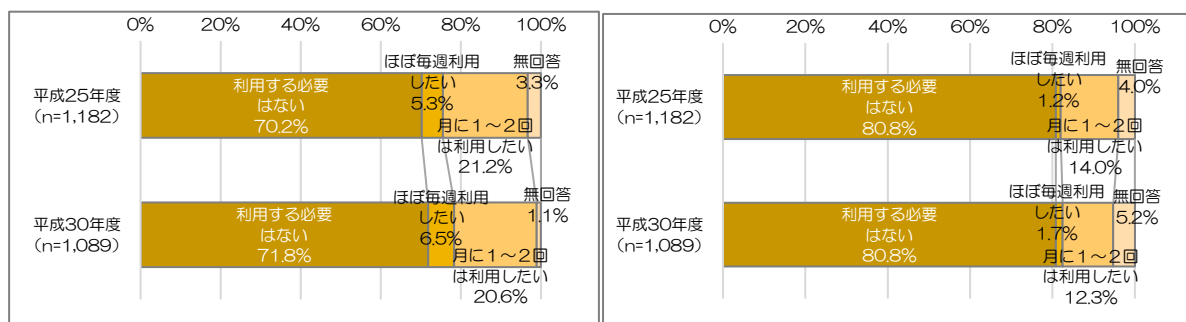 0% 20% 40% 60% 80% 100%
平成25年度
(n=1,182)
利用する必要
はない
70.2%
ほぼ毎週利用
したい
5.3%
月に1～2回
は利用したい
21.2%
無回答
3.3%
平成30年度
(n=1,089)
利用する必要
はない
71.8%
ほぼ毎週利用
したい
6.5%
月に1～2回
は利用したい
20.6%
無回答
1.1%
0% 20% 40% 60% 80% 100%
平成25年度
(n=1,182)
利用する必要
はない
80.8%
ほぼ毎週利用
したい
1.2%
月に1～2回
は利用したい
14.0%
無回答
4.0%
平成30年度
(n=1,089)
利用する必要
はない
80.8%
ほぼ毎週利用
したい
1.7%
月に1～2回
は利用したい
12.3%
無回答
5.2%